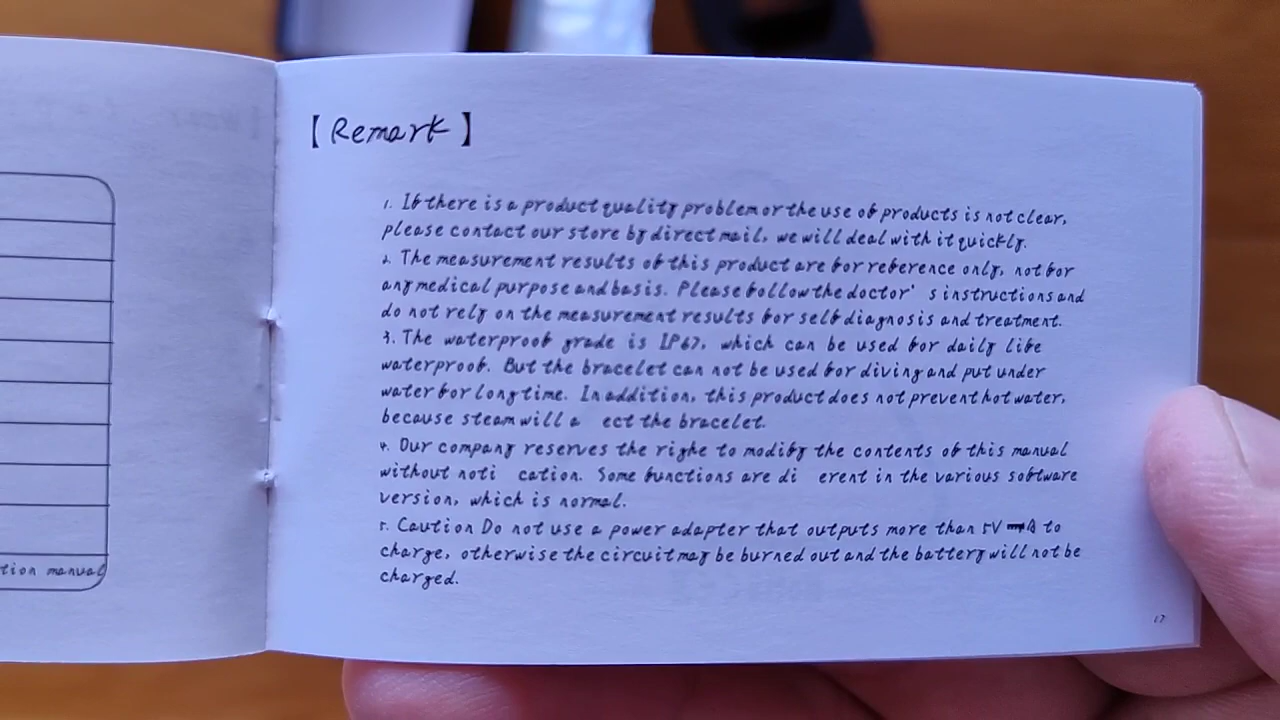 tion manual
【Remark】
1. If there is a product quality problem or the use of products is not clear,
please contact our store by direct mail, we will deal with it quickly.
2. The measurement results of this product are for reference only, not for
any medical purpose and basis. Please follow the doctor's instructions and
do not rely on the measurement results for self diagnosis and treatment.
3. The waterproof grade is IP67, which can be used for daily life
waterproof. But the bracelet can not be used for diving and put under
water for long time. In addition, this product does not prevent hot water,
because steam will a ect the bracelet.
4. Our company reserves the righe to modify the contents of this manual
without noti cation. Some functions are di erent in the various software
version, which is normal.
5. Caution Do not use a power adapter that outputs more than 5V to
charge, otherwise the circuit may be burned out and the battery will not be
charged.
17